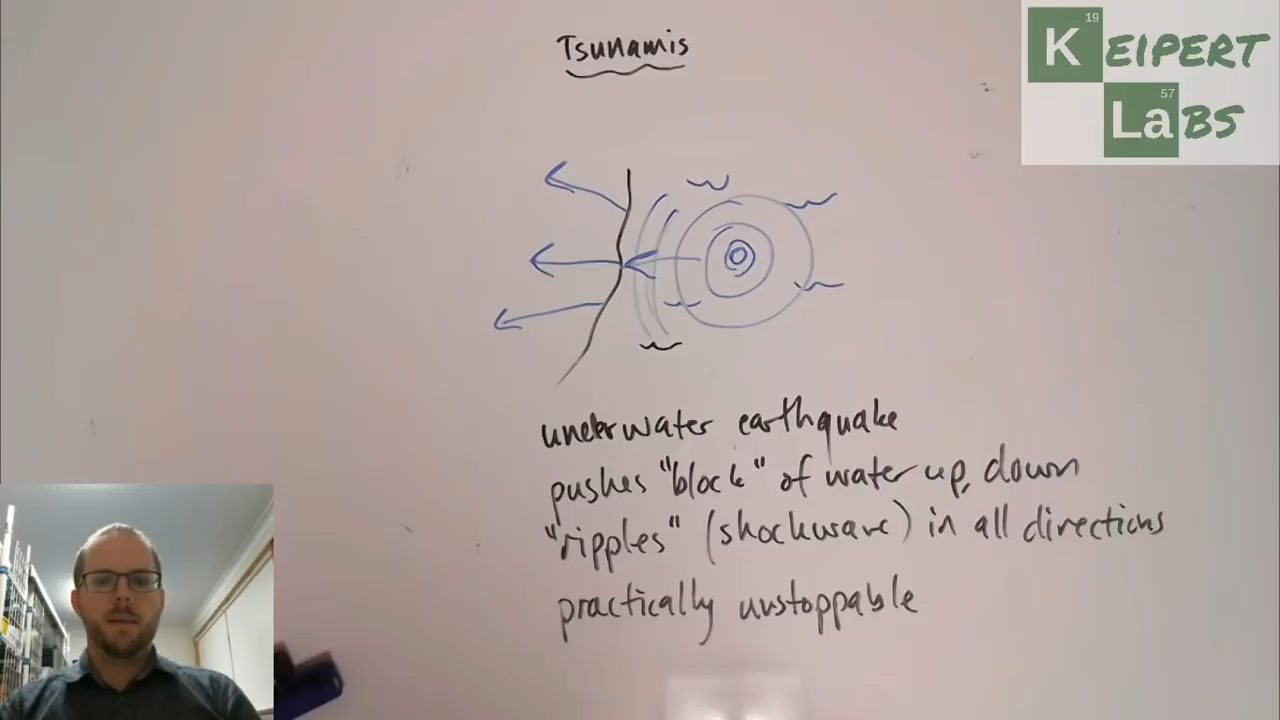 Tsunamis
19
KEIPERT
57
LaBS
underwater earthquake
pushes "block" of water up, down
"ripples" (shockwave) in all directions
practically unstoppable